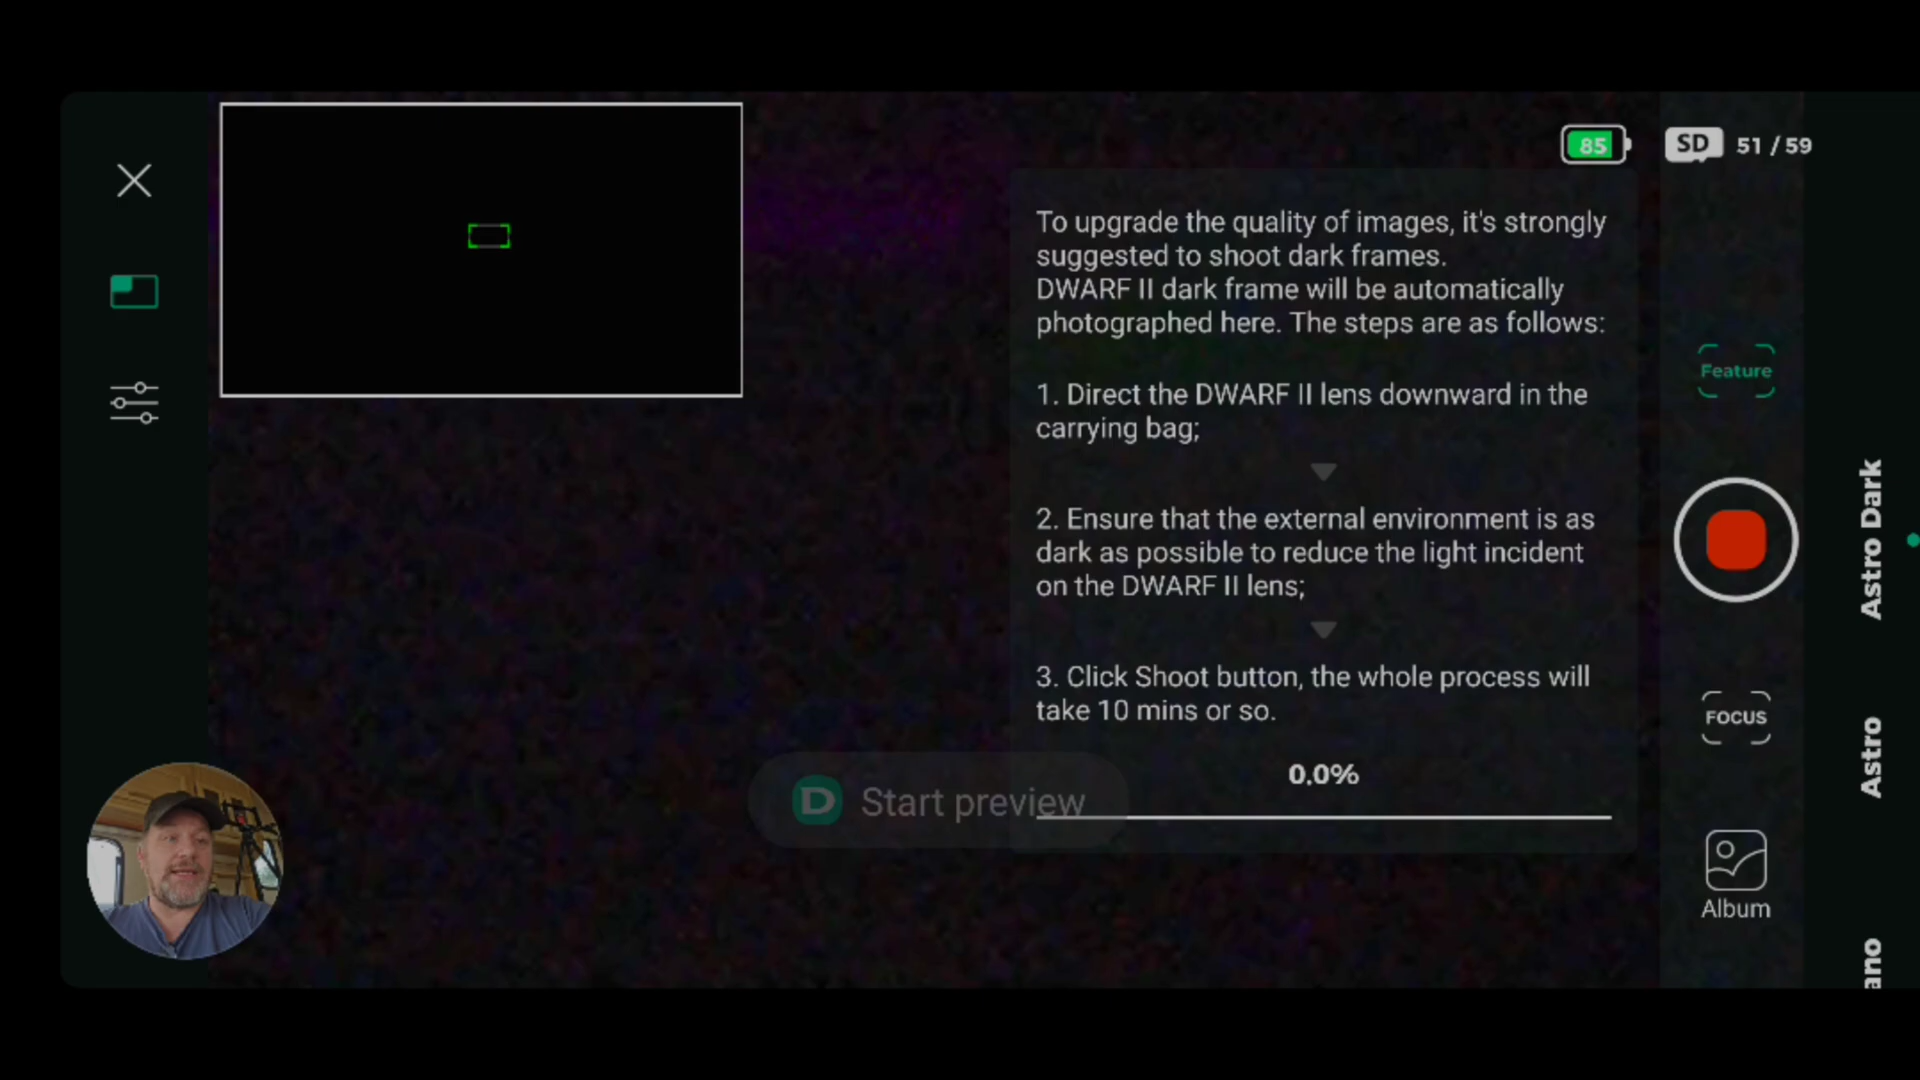 85
SD 51 / 59
To upgrade the quality of images, it's strongly
suggested to shoot dark frames.
DWARF II dark frame will be automatically
photographed here. The steps are as follows:
1. Direct the DWARF II lens downward in the
carrying bag;
2. Ensure that the external environment is as
dark as possible to reduce the light incident
on the DWARF II lens;
3. Click Shoot button, the whole process will
take 10 mins or so.
0.0%
D Start preview
Feature
FOCUS
Album
Astro Dark
Astro
ano